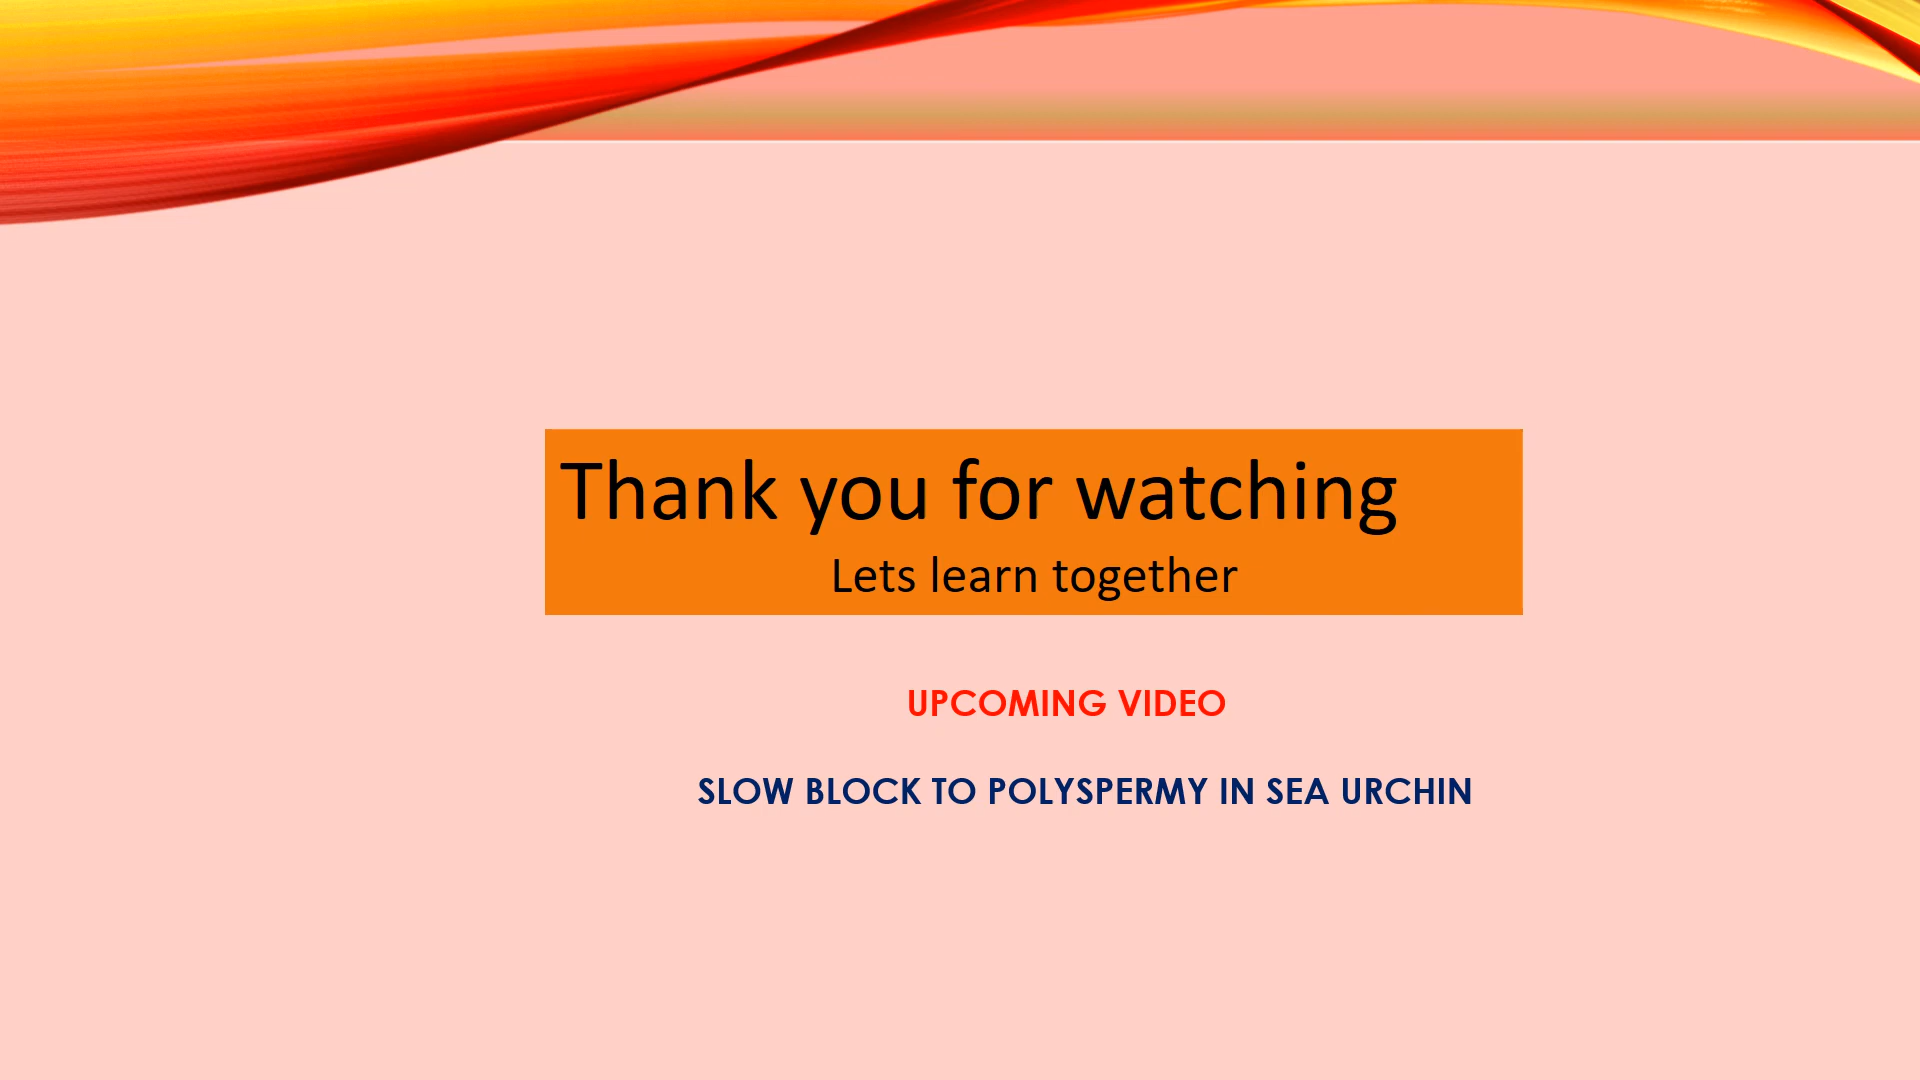 Thank you for watching
Lets learn together
UPCOMING VIDEO
SLOW BLOCK TO POLYSPERMY IN SEA URCHIN